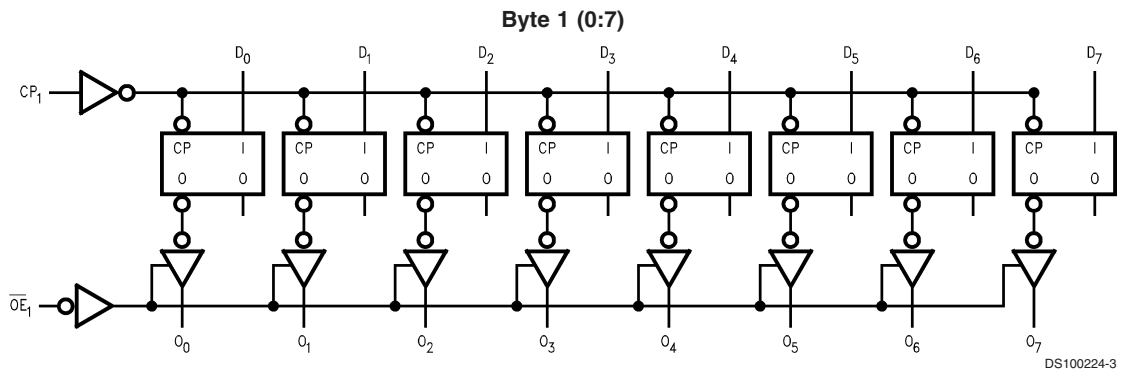 Byte 1 (0:7)
D0 D1 D2 D3 D4 D5 D6 D7
CP1
CP I CP I CP I CP I CP I CP I CP I CP I
O O O O O O O O O O O O O O O O
OE1
O0 O1 O2 O3 O4 O5 O6 O7
DS100224-3